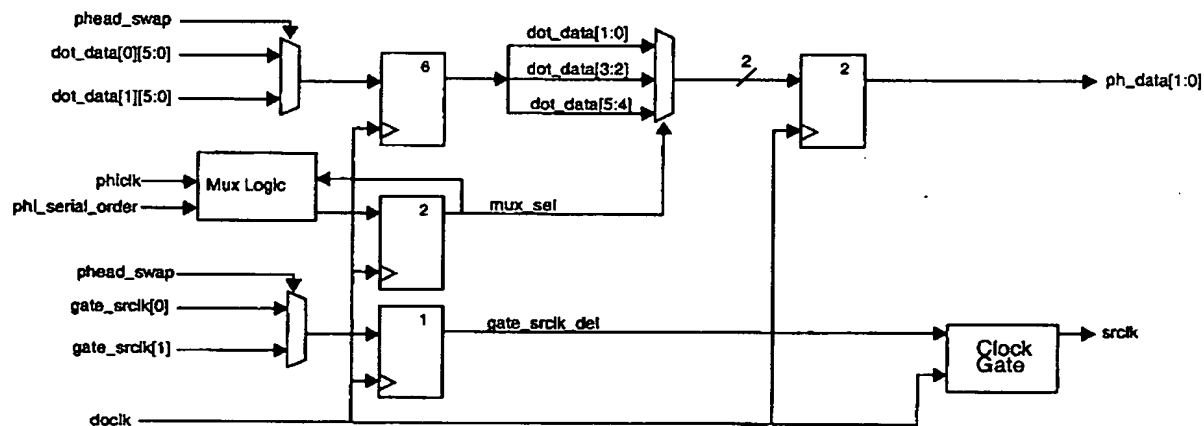 phead_swap
dot_data[0][5:0]
dot_data[1][5:0]
6
dot_data[1:0]
dot_data[3:2]
dot_data[5:4]
2
2
ph_data[1:0]
phiclk
phi_serial_order
Mux Logic
2
mux_sel
phead_swap
gate_srclk[0]
gate_srclk[1]
1
gate_srclk_del
Clock
Gate
srclk
doclk